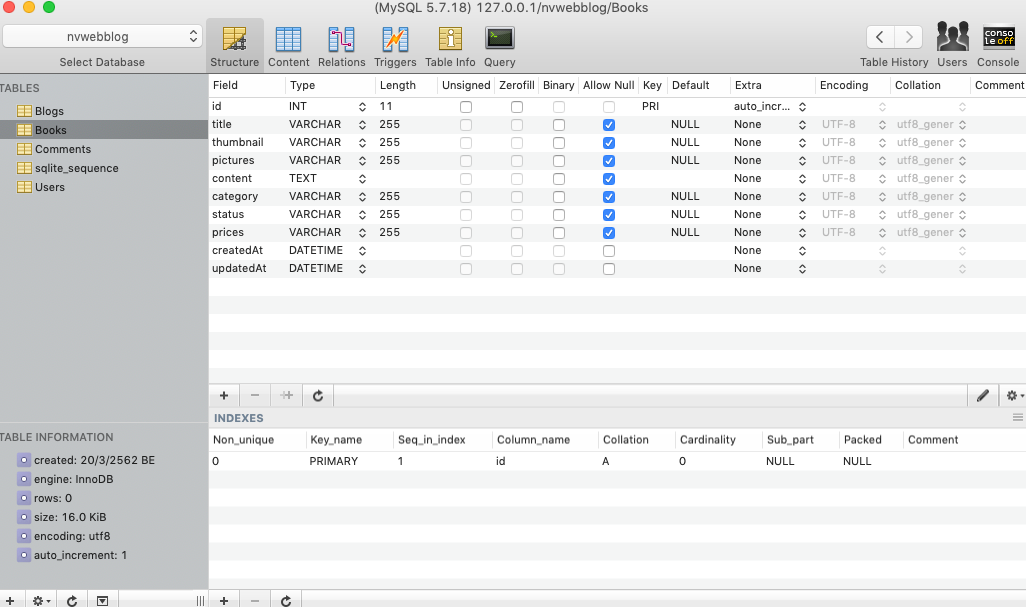 (MySQL 5.7.18) 127.0.0.1/nvwebblog/Books
nvwebblog
Select Database
Structure Content Relations Triggers Table Info Query
conso
le off
Table History Users Console
TABLES
Blogs
Books
Comments
sqlite_sequence
Users
Field Type Length Unsigned Zerofill Binary Allow Null Key Default Extra Encoding Collation Comment
id INT 11 PRI auto_incr...
title VARCHAR 255 NULL None UTF-8 utf8_gener
thumbnail VARCHAR 255 NULL None UTF-8 utf8_gener
pictures VARCHAR 255 NULL None UTF-8 utf8_gener
content TEXT None UTF-8 utf8_gener
category VARCHAR 255 NULL None UTF-8 utf8_gener
status VARCHAR 255 NULL None UTF-8 utf8_gener
prices VARCHAR 255 NULL None UTF-8 utf8_gener
createdAt DATETIME None
updatedAt DATETIME None
INDEXES
Non_unique Key_name Seq_in_index Column_name Collation Cardinality Sub_part Packed Comment
0 PRIMARY 1 id A 0 NULL NULL
TABLE INFORMATION
created: 20/3/2562 BE
engine: InnoDB
rows: 0
size: 16.0 KiB
encoding: utf8
auto_increment: 1